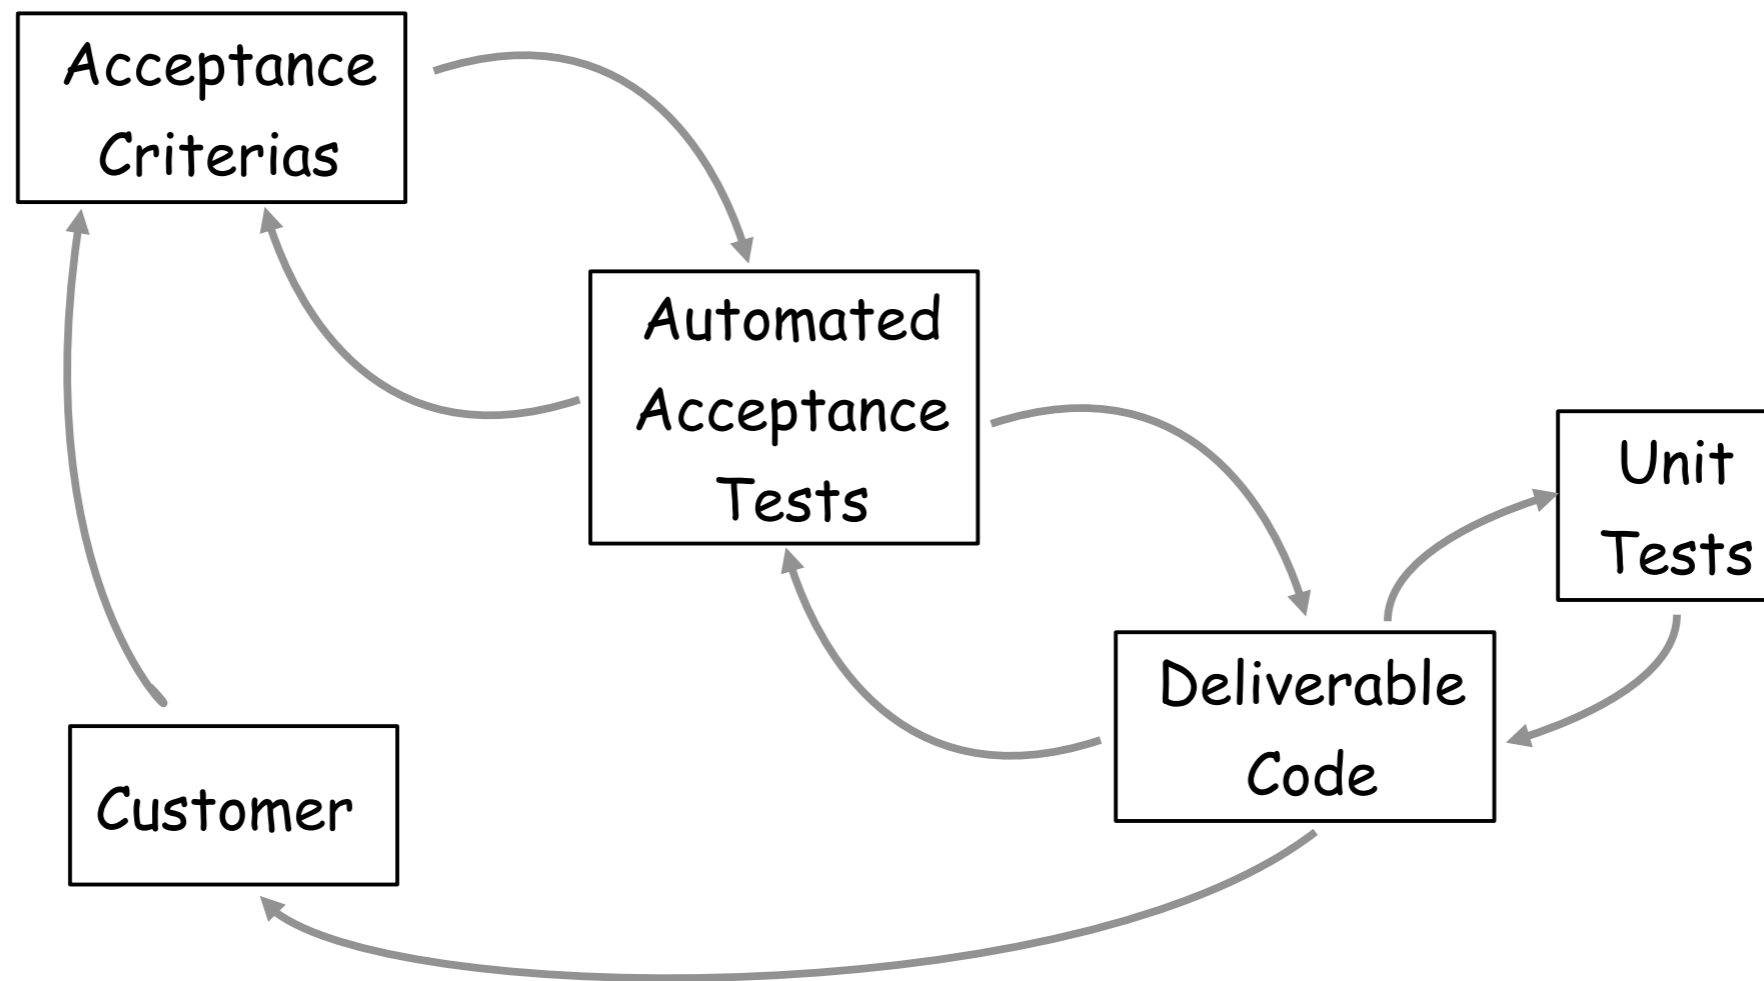 Acceptance
Criterias
Automated
Acceptance
Tests
Unit
Tests
Deliverable
Code
Customer